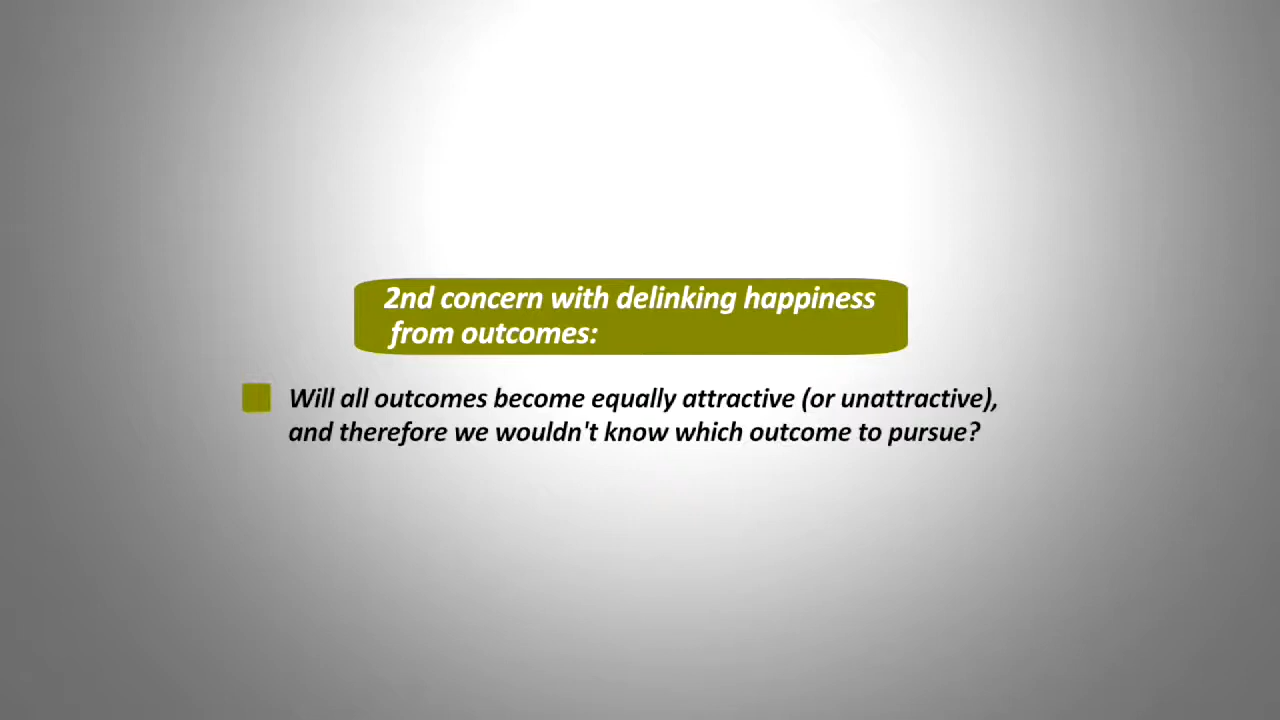 2nd concern with delinking happiness
from outcomes:
Will all outcomes become equally attractive (or unattractive),
and therefore we wouldn't know which outcome to pursue?